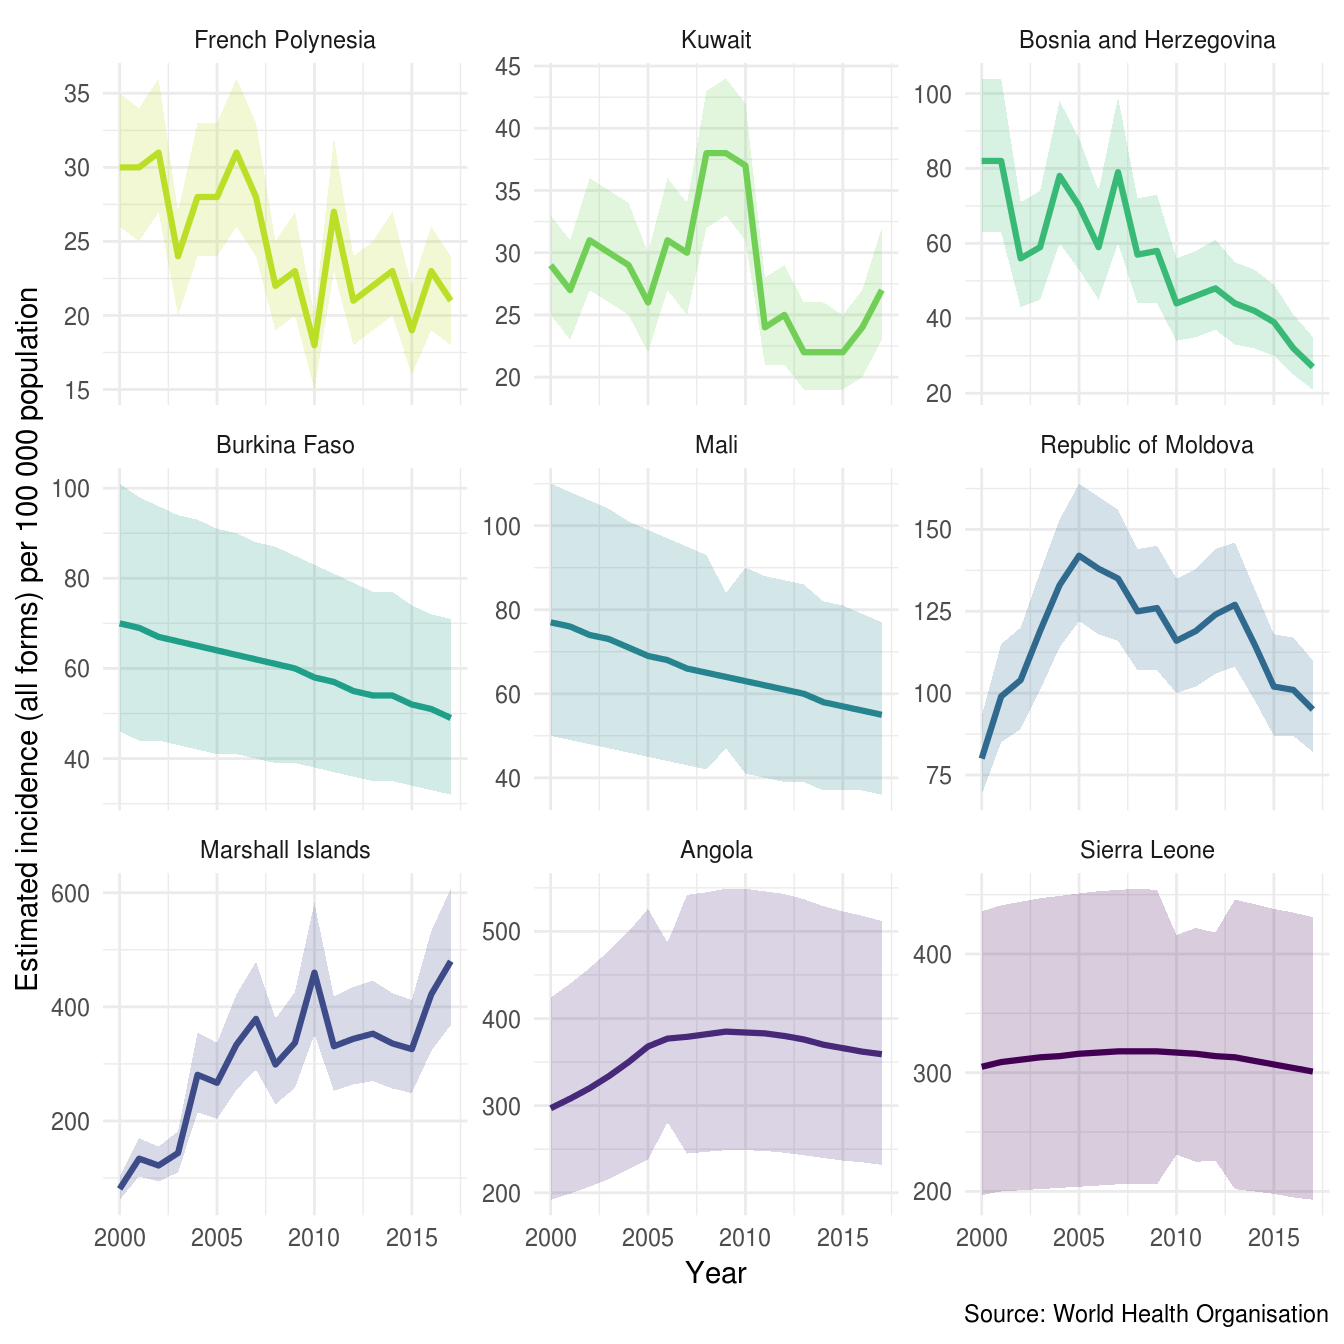 French Polynesia
Kuwait
Bosnia and Herzegovina
35
30
25
20
15
45
40
35
30
25
20
100
80
60
40
20
Burkina Faso
Mali
Republic of Moldova
100
80
60
40
100
80
60
40
150
125
100
75
Marshall Islands
Angola
Sierra Leone
600
400
200
500
400
300
200
400
300
200
2000 2005 2010 2015
2000 2005 2010 2015
2000 2005 2010 2015
Estimated incidence (all forms) per 100 000 population
Year
Source: World Health Organisation